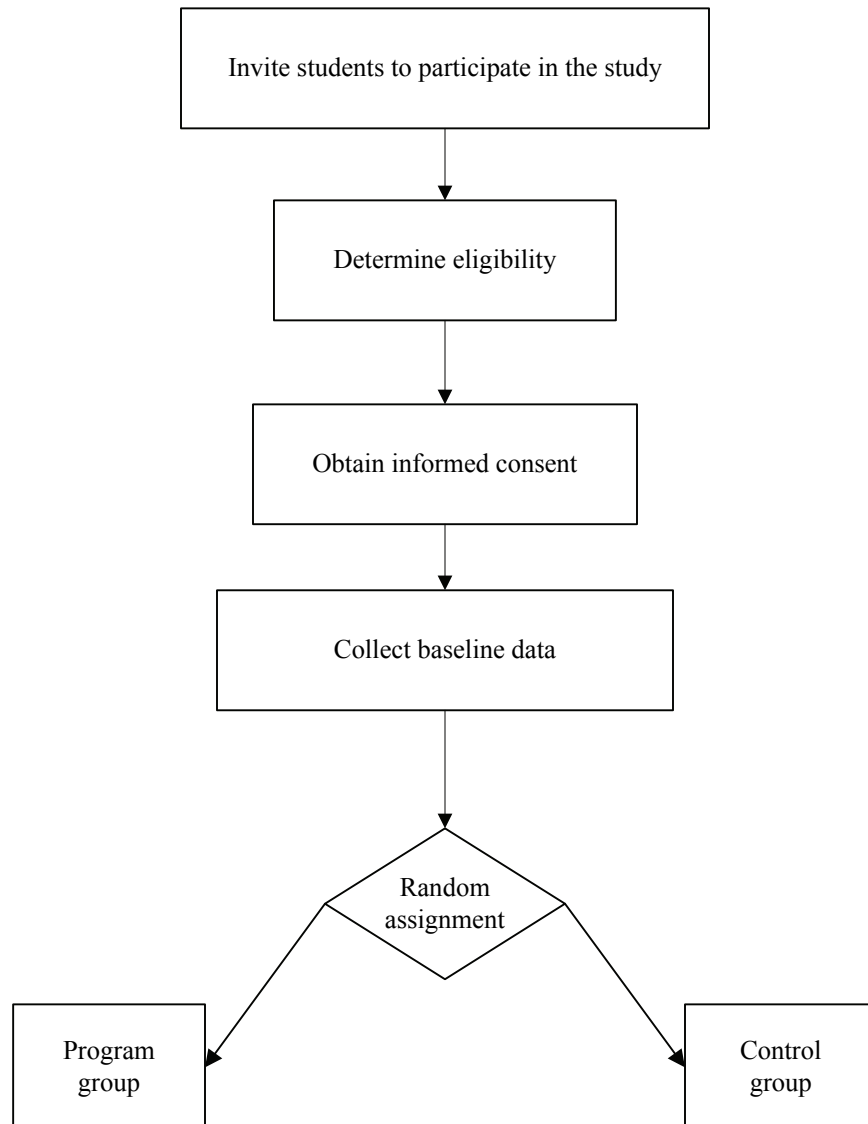 Invite students to participate in the study
Determine eligibility
Obtain informed consent
Collect baseline data
Random
assignment
Program
group
Control
group